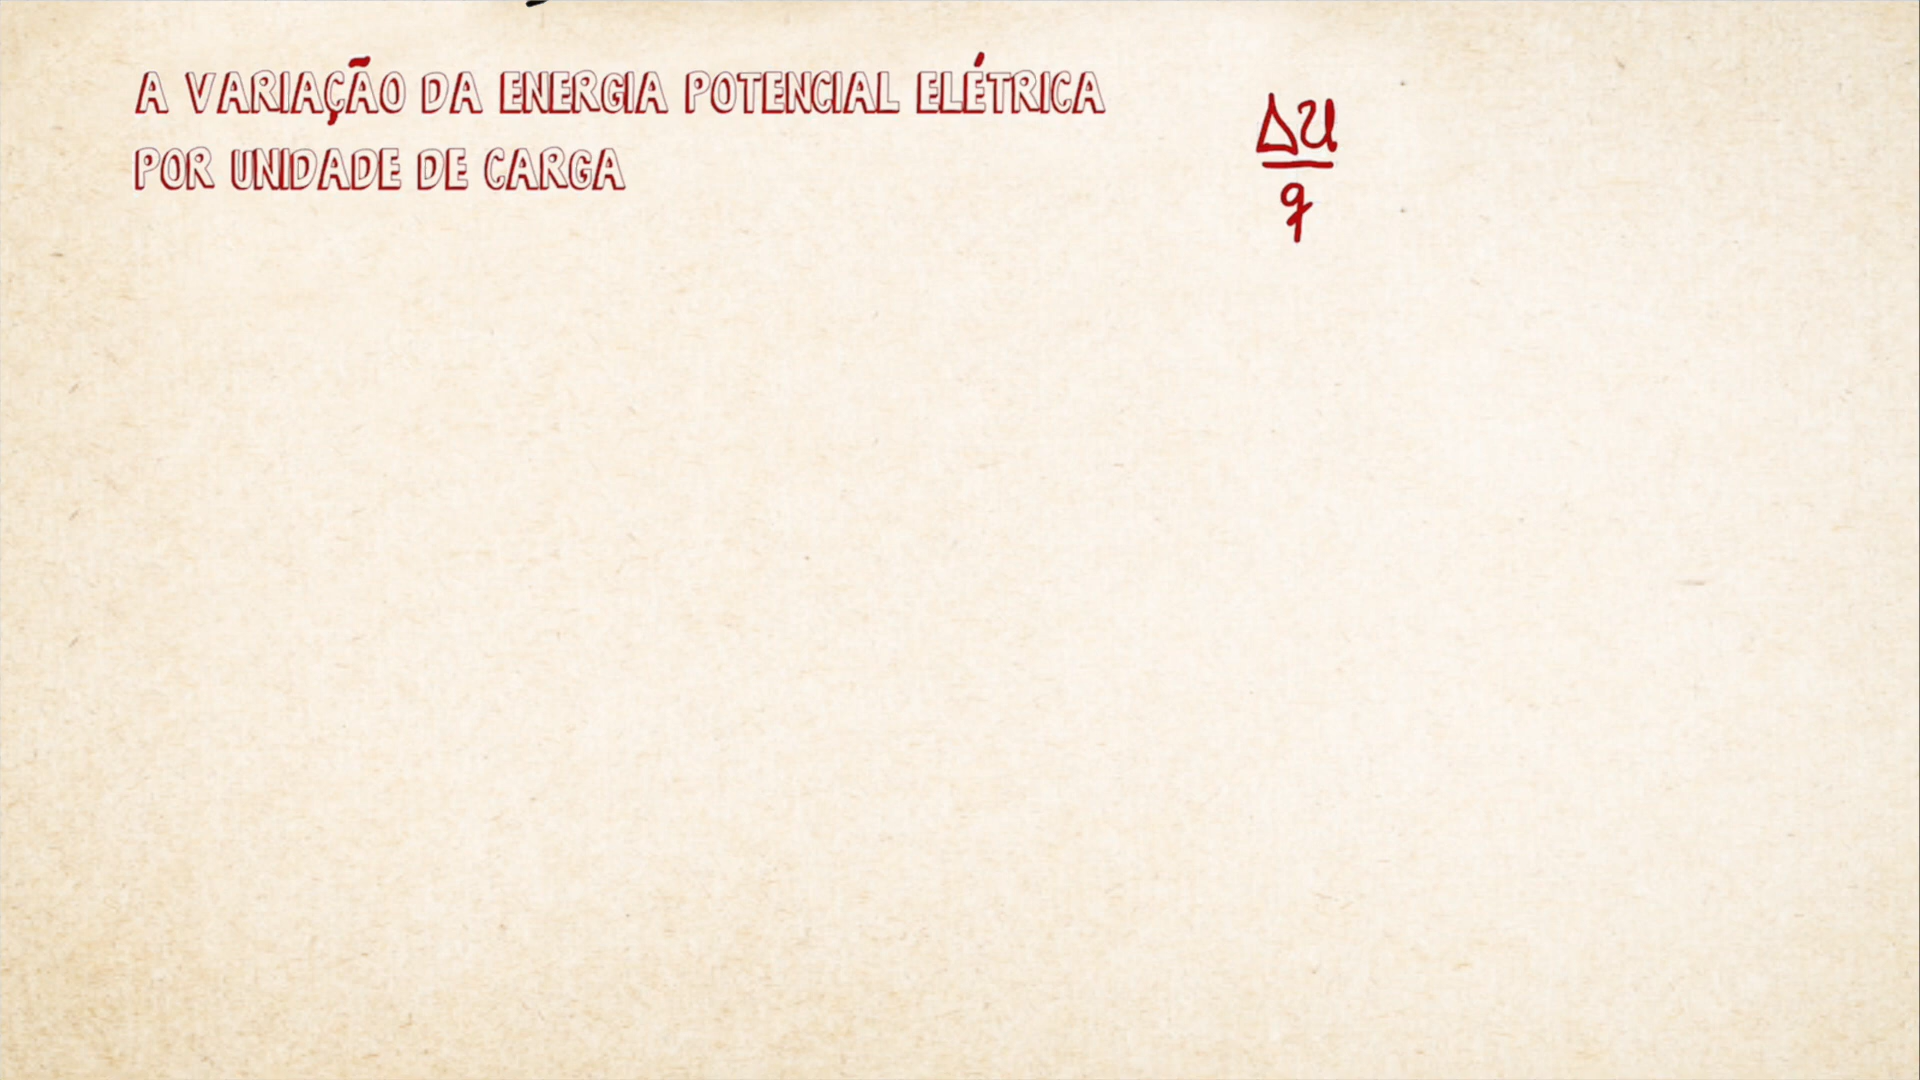 A VARIAÇÃO DA ENERGIA POTENCIAL ELÉTRICA
POR UNIDADE DE CARGA
ΔU
q